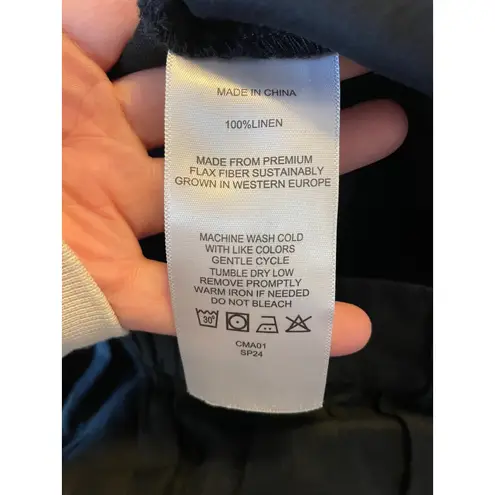 MADE IN CHINA
100%LINEN
MADE FROM PREMIUM
FLAX FIBER SUSTAINABLY
GROWN IN WESTERN EUROPE
MACHINE WASH COLD
WITH LIKE COLORS
GENTLE CYCLE
TUMBLE DRY LOW
REMOVE PROMPTLY
WARM IRON IF NEEDED
DO NOT BLEACH
30°
CMA01
SP24